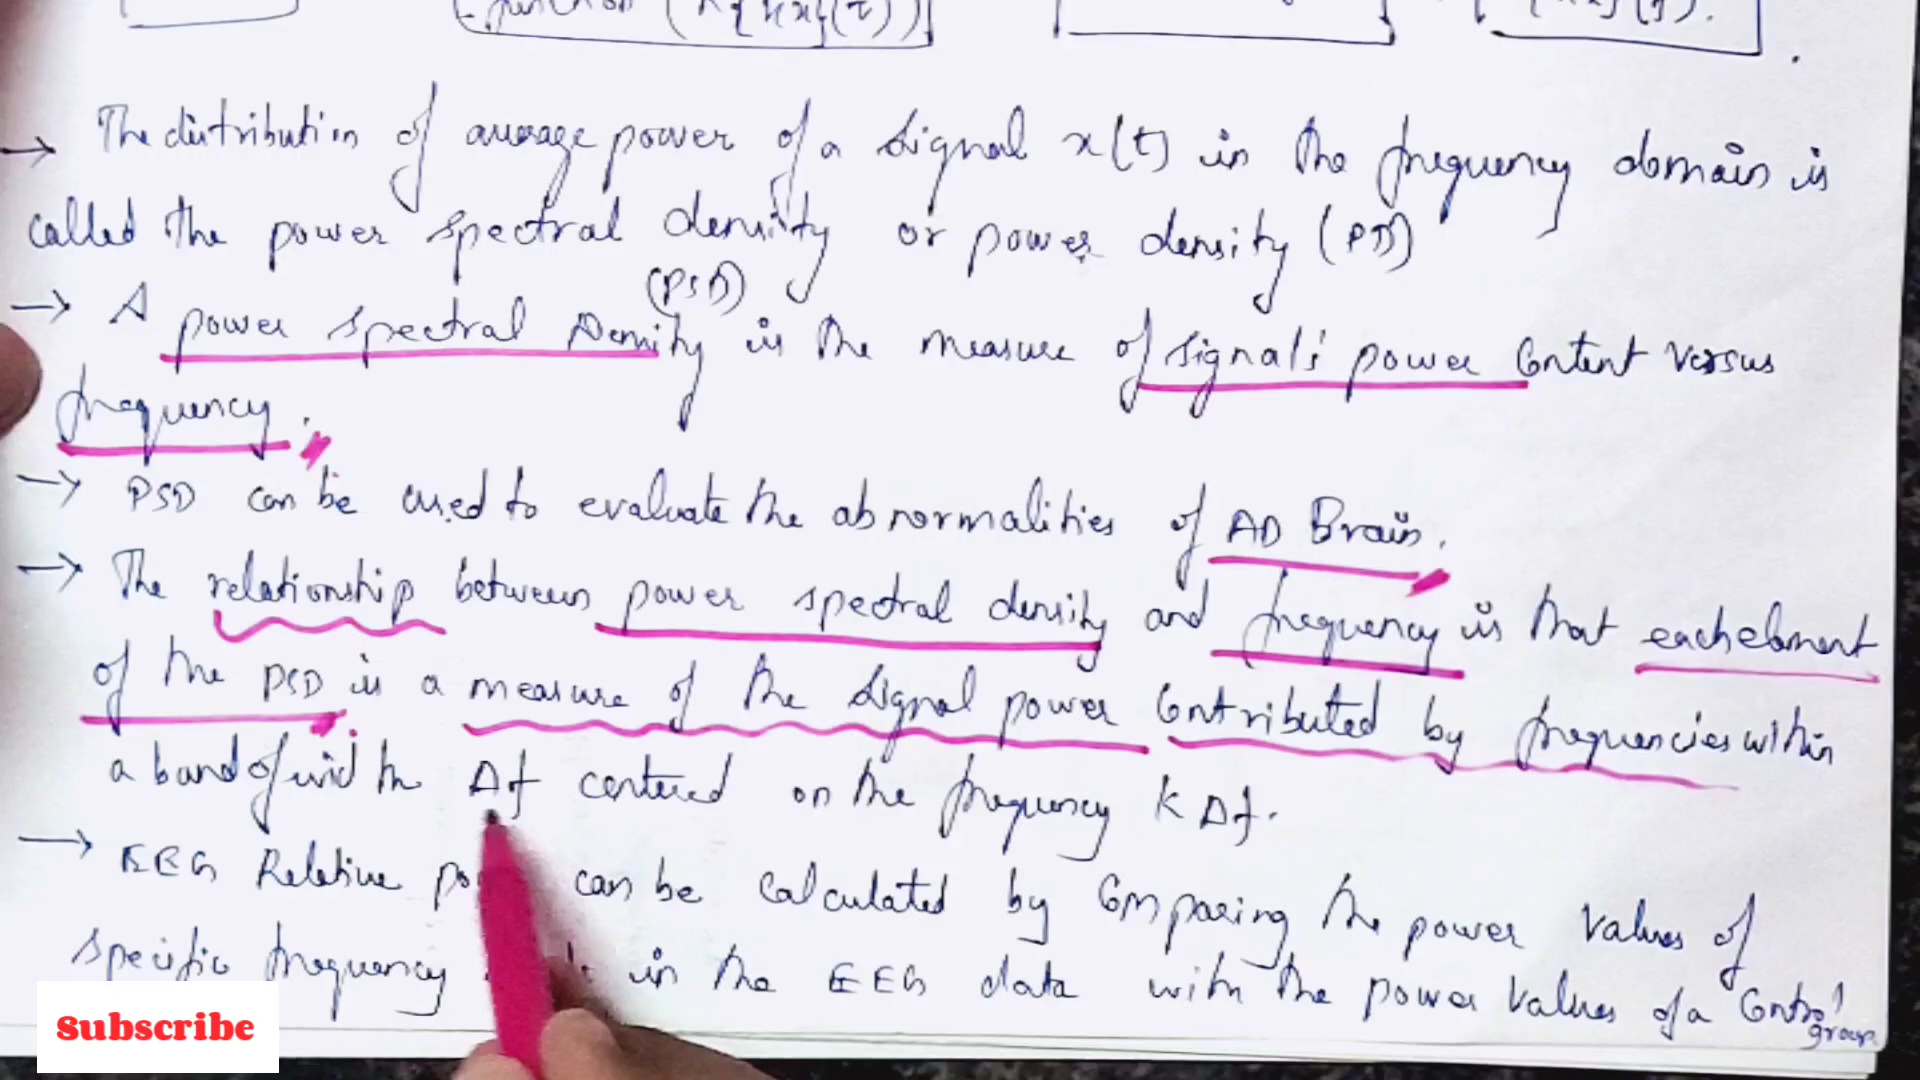 function (R{xx}(τ))
{xx}(f).
→ The distribution of average power of a signal x(t) in the frequency domain is
called the power spectral density or power density (PD)
(PSD)
→ A power spectral Density is the measure of signal's power Content versus
frequency.
→ PSD can be used to evaluate the abnormalities of AD Brain.
→ The relationship between power spectral density and frequency is that each element
of the PSD is a measure of the signal power Contributed by frequencies within
a band of width Δf centered on the frequency K Δf.
→ EEG Relative can be Calculated by Comparing the power Values of
specific frequency in the EEG data with the power Values of a Control
group
Subscribe